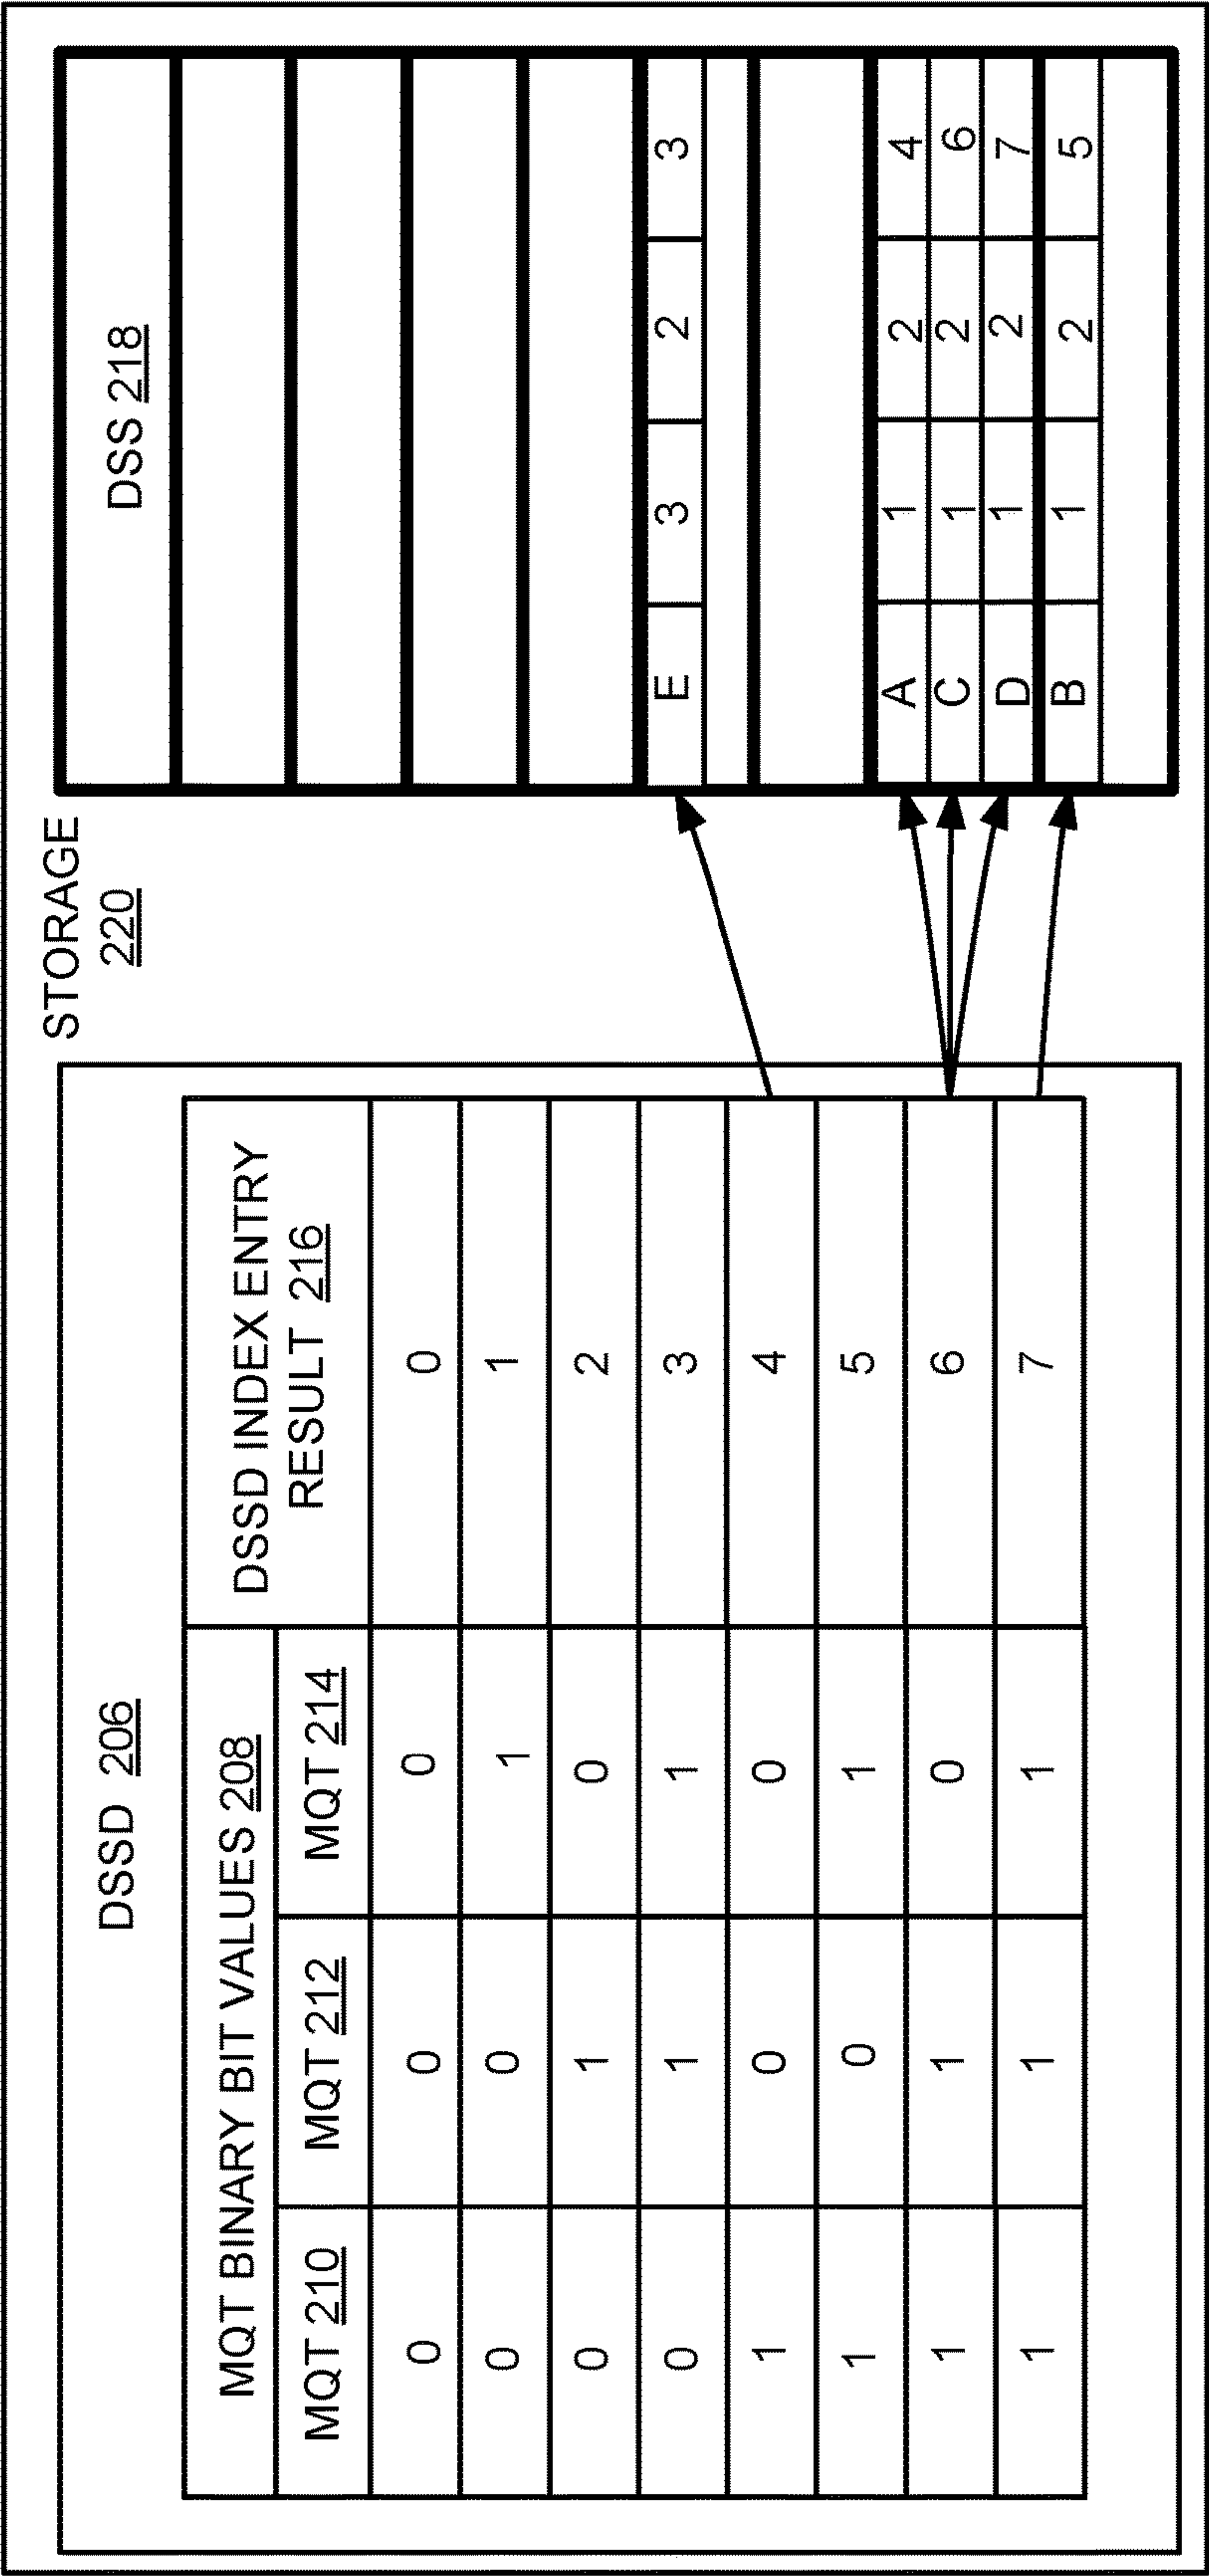 STORAGE
220
DSSD 206
MQT BINARY BIT VALUES 208
DSSD INDEX ENTRY
RESULT 216
MQT 210 MQT 212 MQT 214
0 0 0 0
0 0 1 1
0 1 0 2
0 1 1 3
1 0 0 4
1 0 1 5
1 1 0 6
1 1 1 7
DSS 218
E 3 2 3
A 1 2 4
C 1 2 6
D 1 2 7
B 1 2 5